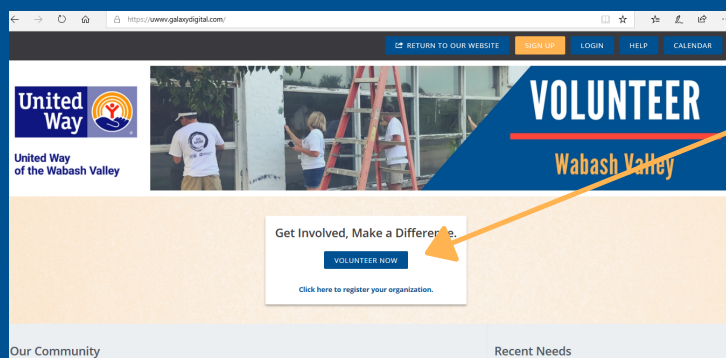 https://uwwv.galaxydigital.com/
RETURN TO OUR WEBSITE SIGN UP LOGIN HELP CALENDAR
United
Way
United Way
of the Wabash Valley
VOLUNTEER
Wabash Valley
Get Involved, Make a Difference.
VOLUNTEER NOW
Click here to register your organization.
Our Community
Recent Needs